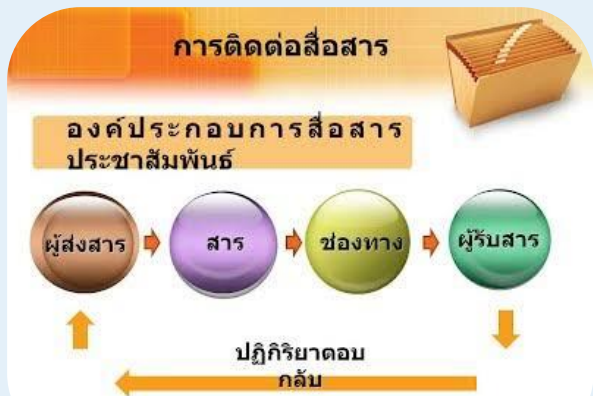 การติดต่อสื่อสาร
องค์ประกอบการสื่อสาร
ประชาสัมพันธ์
ผู้ส่งสาร
สาร
ช่องทาง
ผู้รับสาร
ปฏิกิริยาตอบ
กลับ